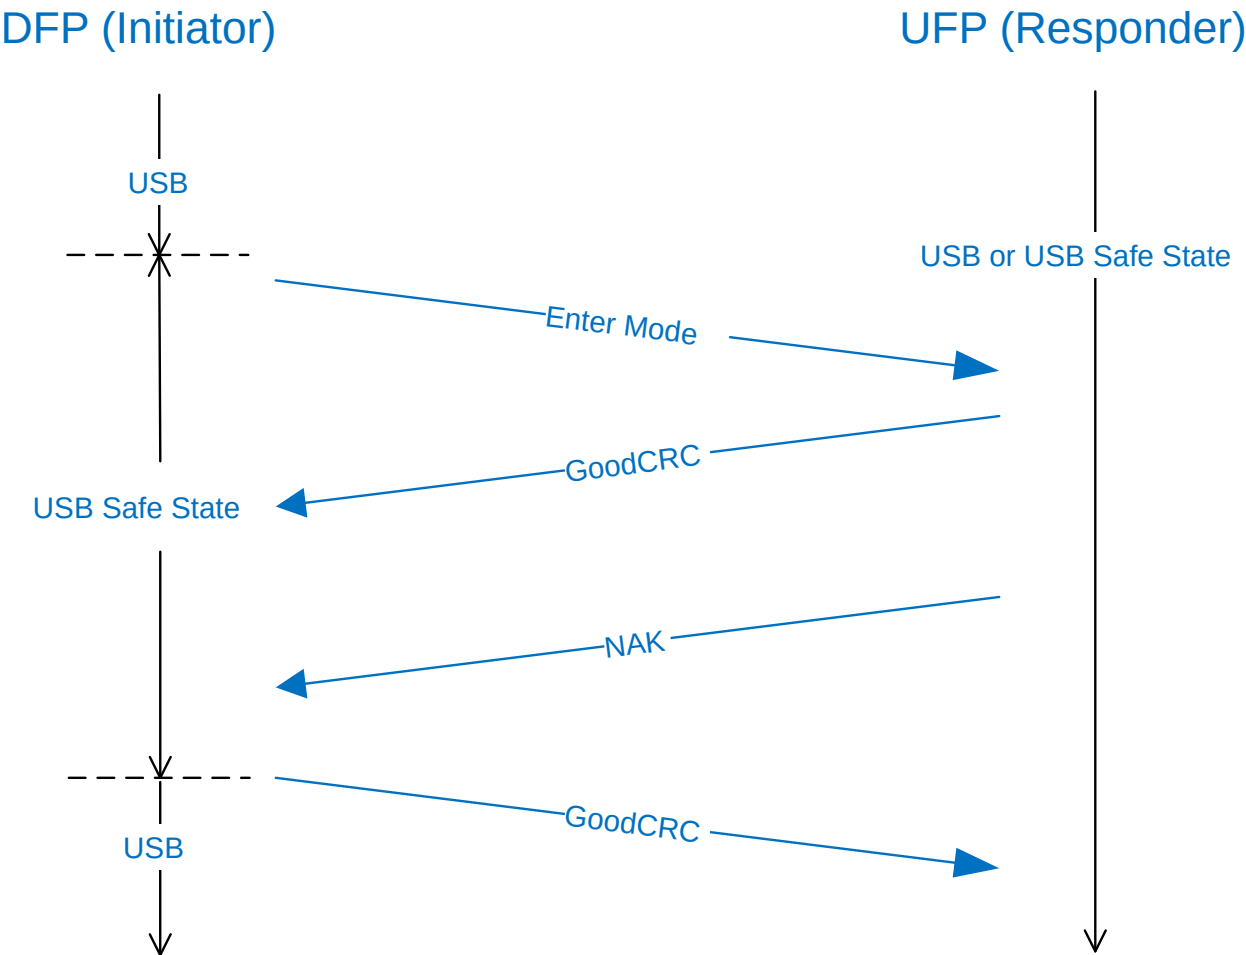 DFP (Initiator)
UFP (Responder)
USB
USB or USB Safe State
Enter Mode
GoodCRC
USB Safe State
NAK
GoodCRC
USB